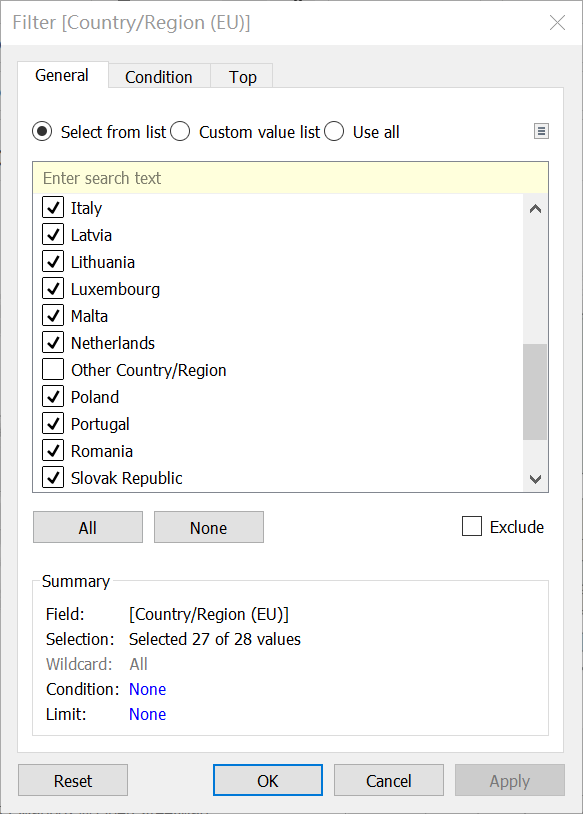 Filter [Country/Region (EU)]
General Condition Top
Select from list Custom value list Use all
Enter search text
Italy
Latvia
Lithuania
Luxembourg
Malta
Netherlands
Other Country/Region
Poland
Portugal
Romania
Slovak Republic
All None Exclude
Summary
Field: [Country/Region (EU)]
Selection: Selected 27 of 28 values
Wildcard: All
Condition: None
Limit: None
Reset OK Cancel Apply